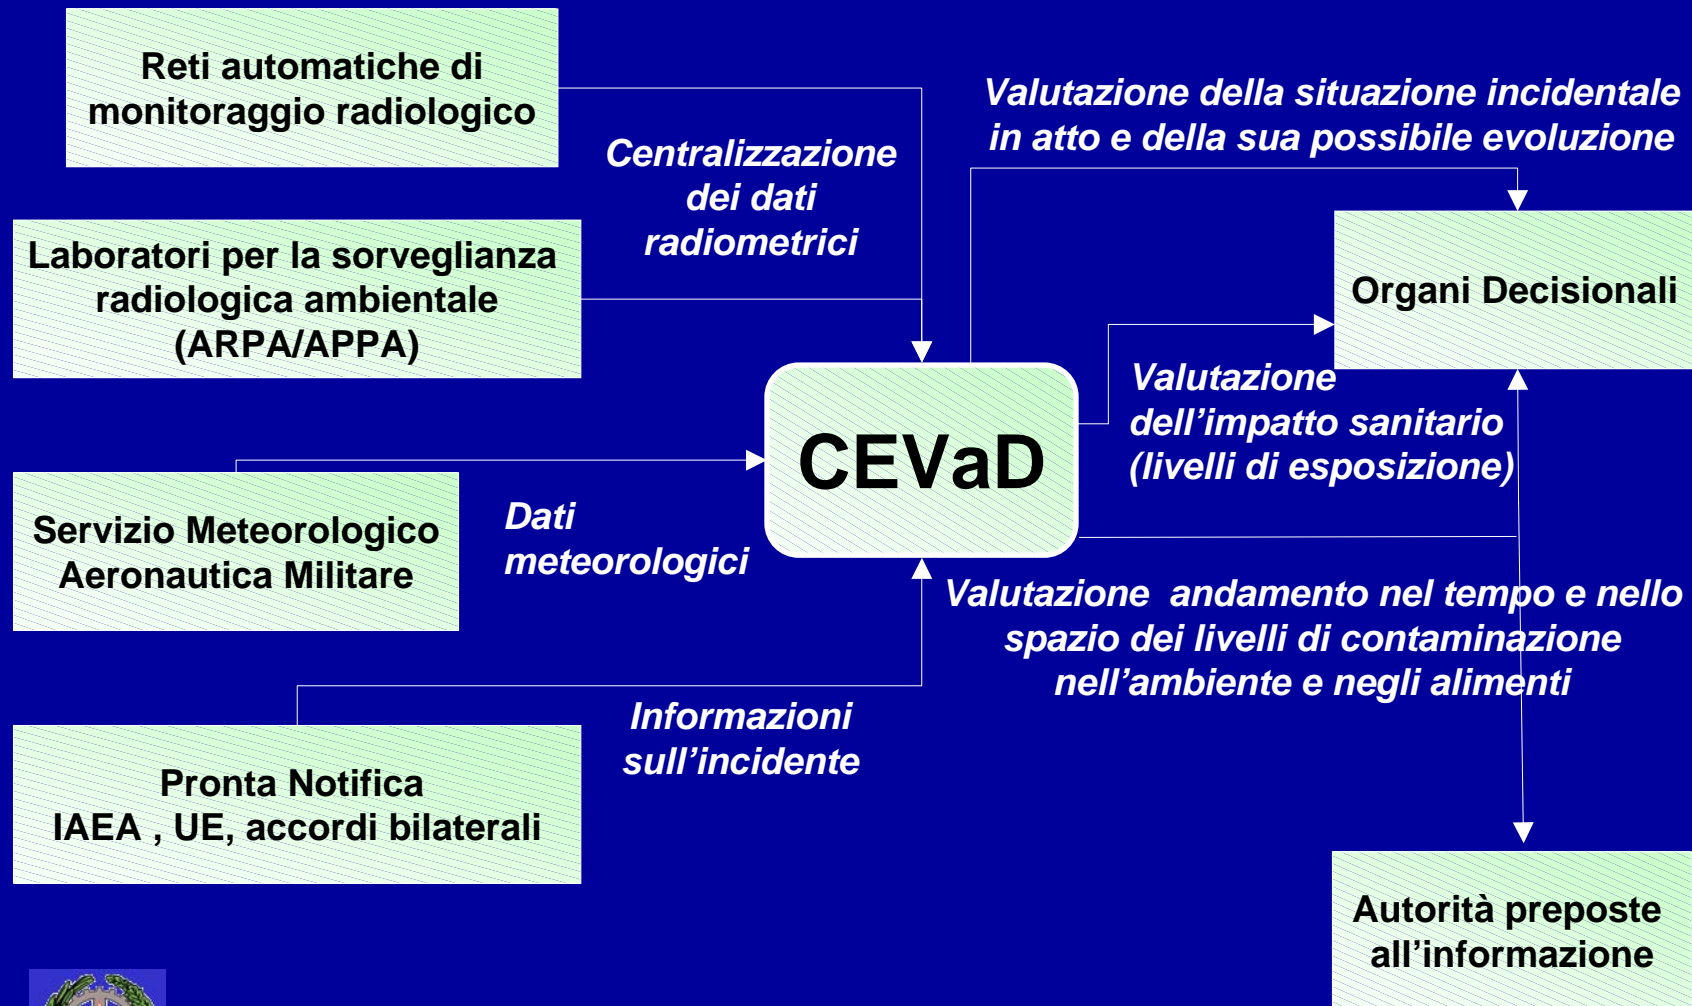 Reti automatiche di
monitoraggio radiologico
Centralizzazione
dei dati
radiometrici
Valutazione della situazione incidentale
in atto e della sua possibile evoluzione
Laboratori per la sorveglianza
radiologica ambientale
(ARPA/APPA)
Organi Decisionali
CEVaD
Valutazione
dell’impatto sanitario
(livelli di esposizione)
Servizio Meteorologico
Aeronautica Militare
Dati
meteorologici
Valutazione andamento nel tempo e nello
spazio dei livelli di contaminazione
nell’ambiente e negli alimenti
Informazioni
sull’incidente
Pronta Notifica
IAEA , UE, accordi bilaterali
Autorità preposte
all’informazione